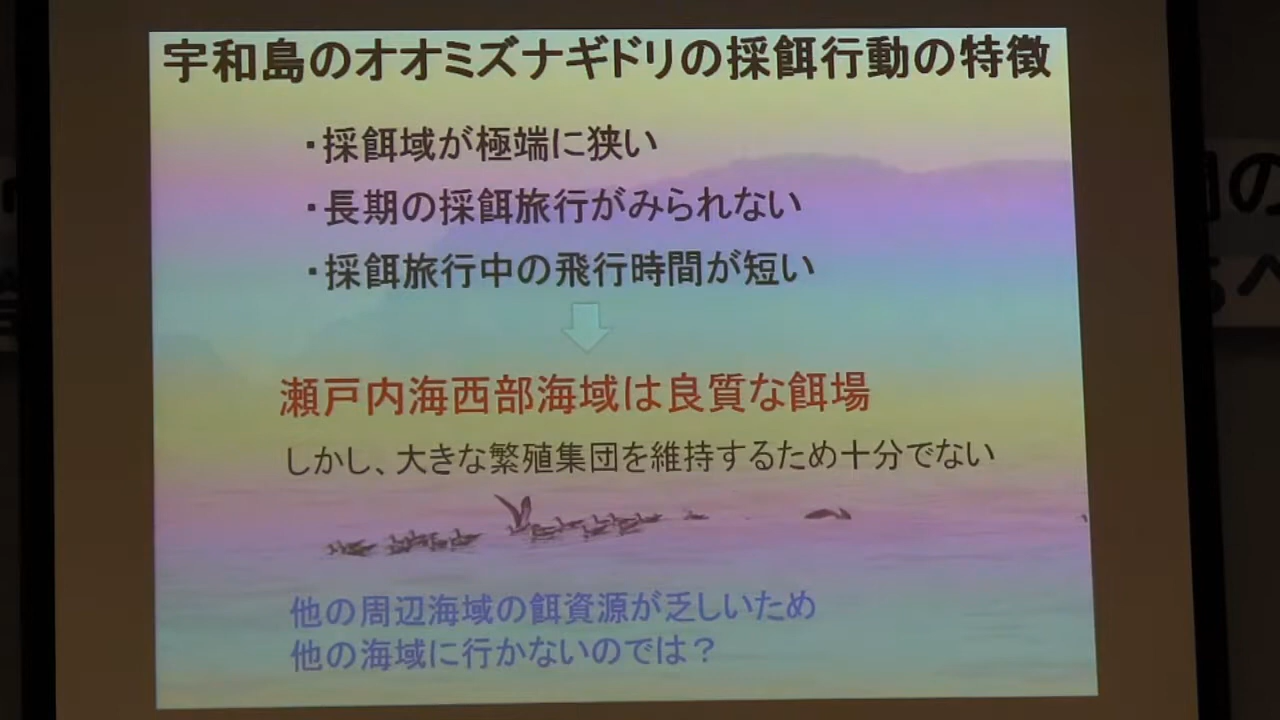 宇和島のオオミズナギドリの採餌行動の特徴
・採餌域が極端に狭い
・長期の採餌旅行がみられない
・採餌旅行中の飛行時間が短い
瀬戸内海西部海域は良質な餌場
しかし、大きな繁殖集団を維持するため十分でない
他の周辺海域の餌資源が乏しいため
他の海域に行かないのでは？